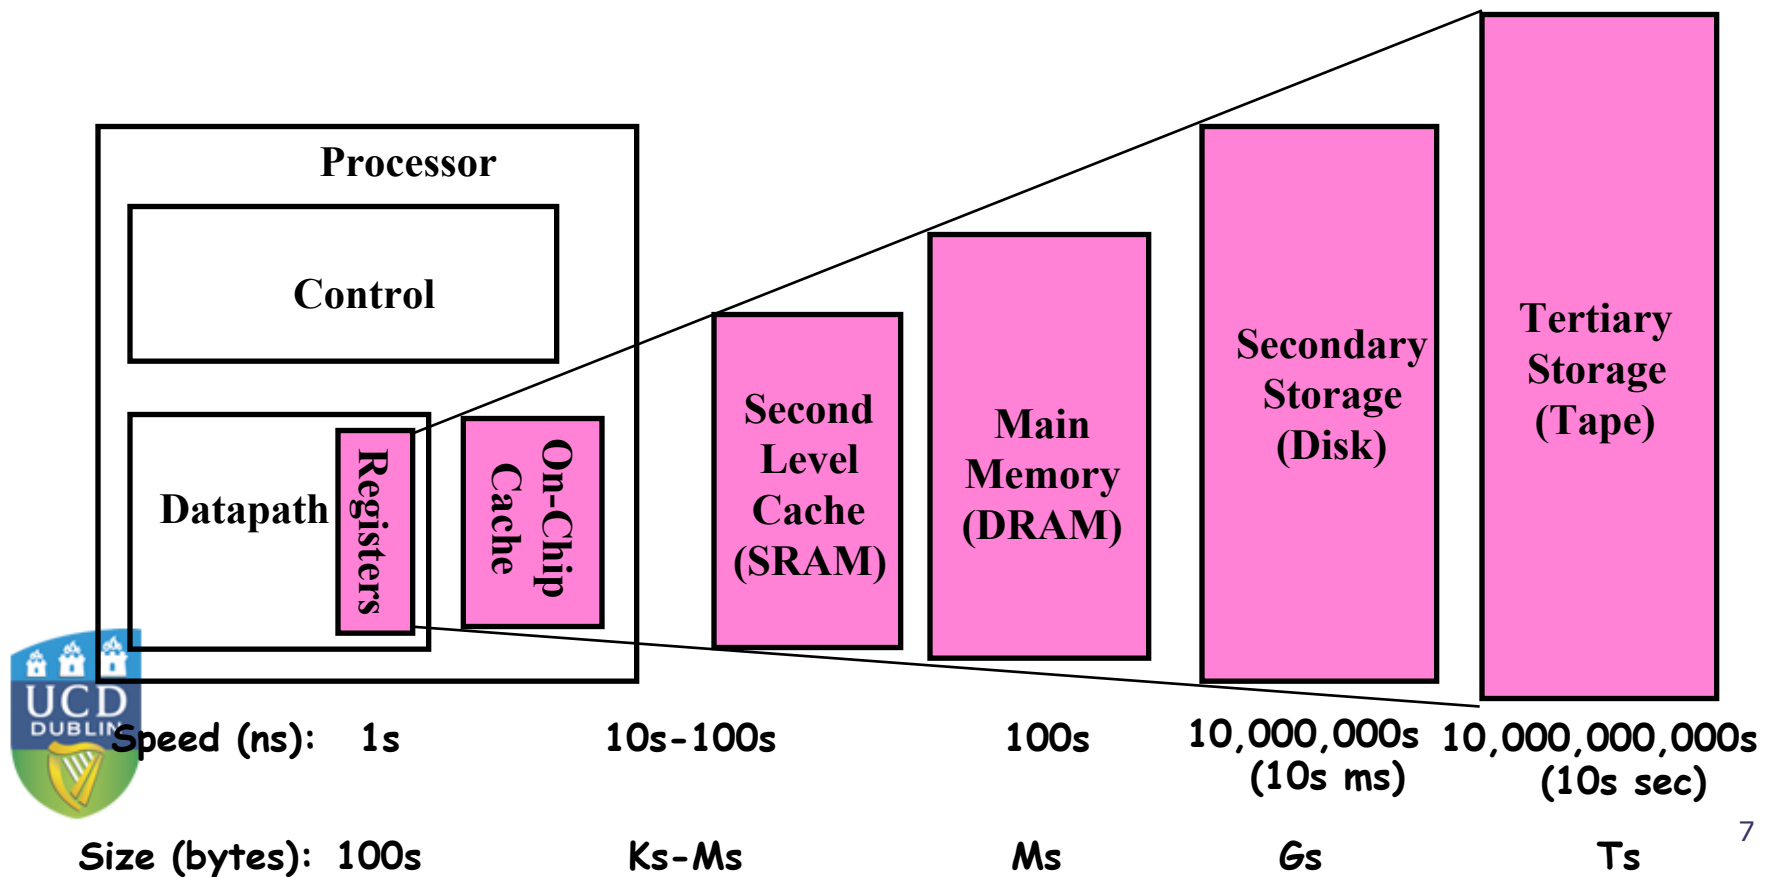 Processor
Control
Datapath
Registers
On-Chip
Cache
Second
Level
Cache
(SRAM)
Main
Memory
(DRAM)
Secondary
Storage
(Disk)
Tertiary
Storage
(Tape)
UCD
DUBLIN
Speed (ns): 1s 10s-100s 100s 10,000,000s 10,000,000,000s
(10s ms) (10s sec)
Size (bytes): 100s Ks-Ms Ms Gs Ts
7